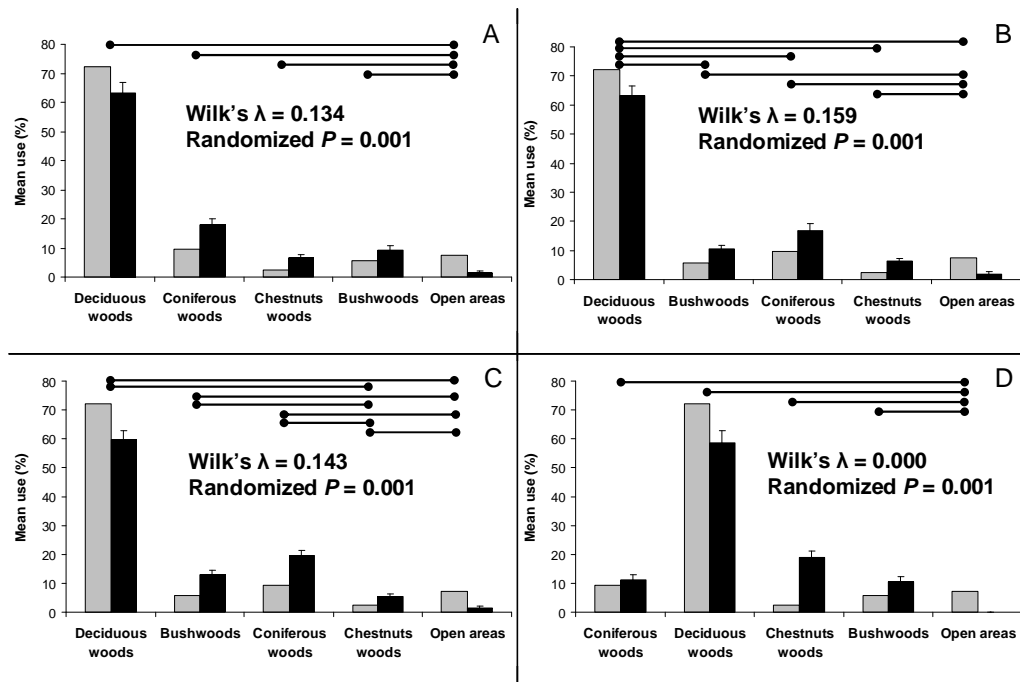 A
80
70
60
50
40
30
20
10
0
Mean use (%)
Wilk's λ = 0.134
Randomized P = 0.001
Deciduous woods
Coniferous woods
Chestnuts woods
Bushwoods
Open areas
B
80
70
60
50
40
30
20
10
0
Mean use (%)
Wilk's λ = 0.159
Randomized P = 0.001
Deciduous woods
Bushwoods
Coniferous woods
Chestnuts woods
Open areas
C
80
70
60
50
40
30
20
10
0
Mean use (%)
Wilk's λ = 0.143
Randomized P = 0.001
Deciduous woods
Bushwoods
Coniferous woods
Chestnuts woods
Open areas
D
80
70
60
50
40
30
20
10
0
Mean use (%)
Wilk's λ = 0.000
Randomized P = 0.001
Coniferous woods
Deciduous woods
Chestnuts woods
Bushwoods
Open areas